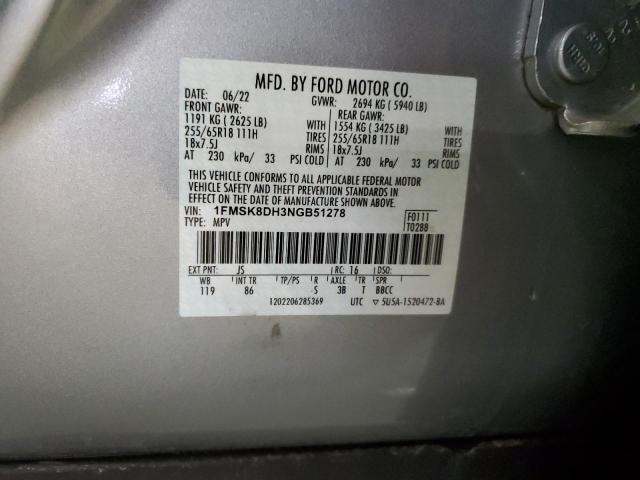 MFD. BY FORD MOTOR CO.
DATE: 06/22 GVWR: 2694 KG ( 5940 LB)
FRONT GAWR: REAR GAWR:
1191 KG ( 2625 LB) WITH 1554 KG ( 3425 LB) WITH
255/65R18 111H TIRES 255/65R18 111H TIRES
18x7.5J RIMS 18x7.5J RIMS
AT 230 kPa/ 33 PSI COLD AT 230 kPa/ 33 PSI COLD
THIS VEHICLE CONFORMS TO ALL APPLICABLE FEDERAL MOTOR
VEHICLE SAFETY AND THEFT PREVENTION STANDARDS IN
EFFECT ON THE DATE OF MANUFACTURE SHOWN ABOVE.
VIN: 1FMSK8DH3NGB51278 F0111
TYPE: MPV T0288
EXT PNT: JS RC: 16 DSO:
WB INT TR TP/PS R AXLE TR SPR
119 86 S 3B T BBCC
1202206285369 UTC ▽ 5U5A-1520472-BA